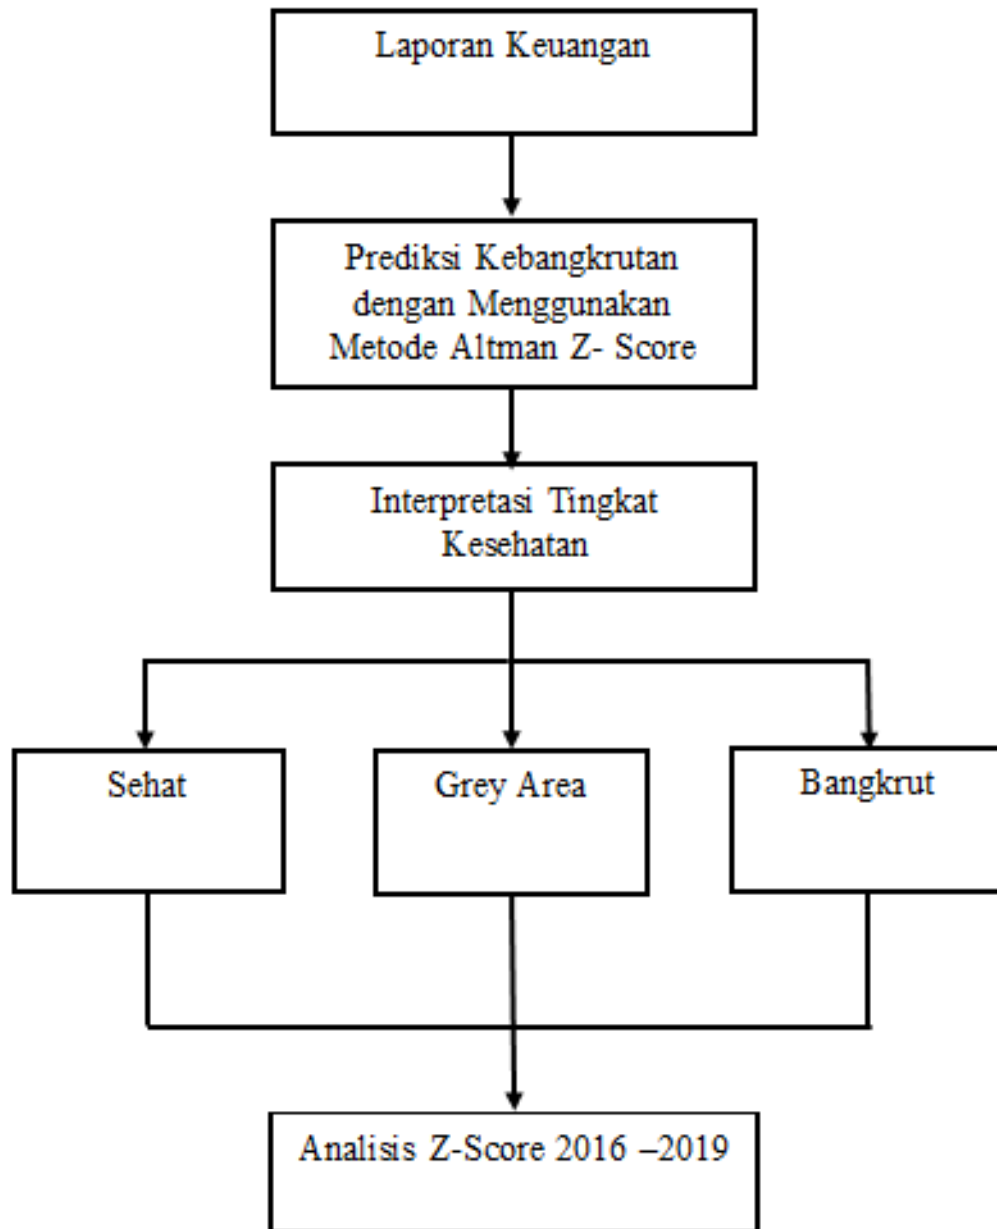 Laporan Keuangan
Prediksi Kebangkrutan
dengan Menggunakan
Metode Altman Z- Score
Interpretasi Tingkat
Kesehatan
Sehat
Grey Area
Bangkrut
Analisis Z-Score 2016 –2019